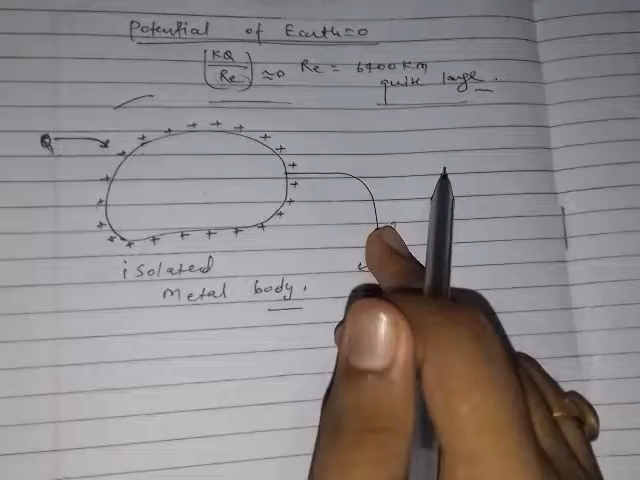 Potential of Earth=0
(KQ/Re) ≈0 Re = 6400 km
quite large.
Q
isolated
Metal body.